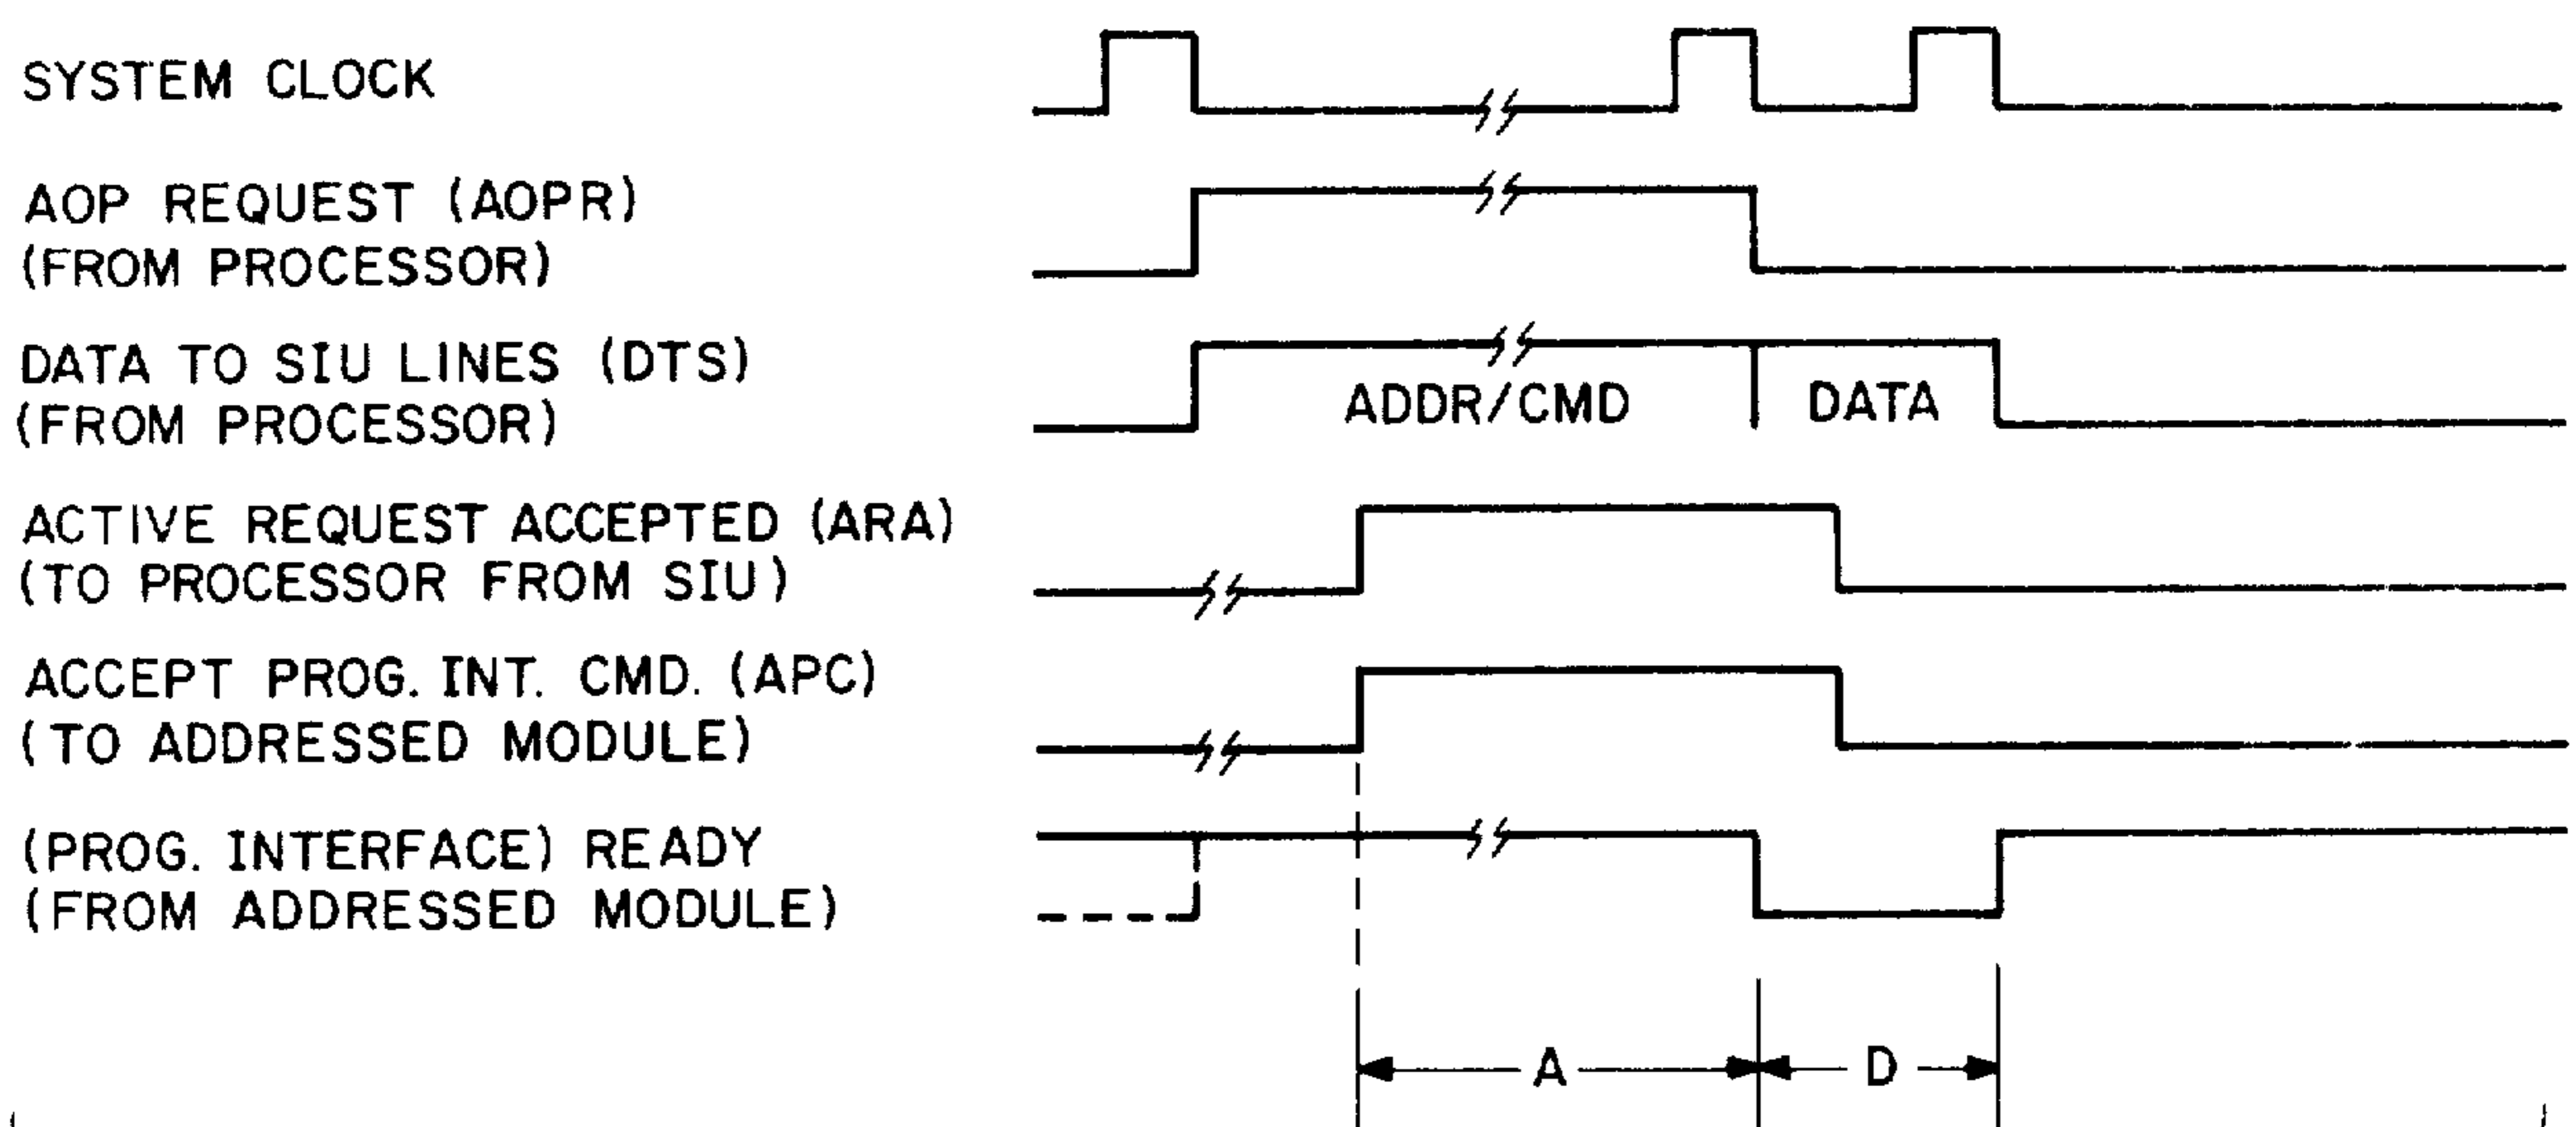 SYSTEM CLOCK
AOP REQUEST (AOPR)
(FROM PROCESSOR)
DATA TO SIU LINES (DTS)
(FROM PROCESSOR)
ADDR/CMD
DATA
ACTIVE REQUEST ACCEPTED (ARA)
(TO PROCESSOR FROM SIU)
ACCEPT PROG. INT. CMD. (APC)
(TO ADDRESSED MODULE)
(PROG. INTERFACE) READY
(FROM ADDRESSED MODULE)
A
D